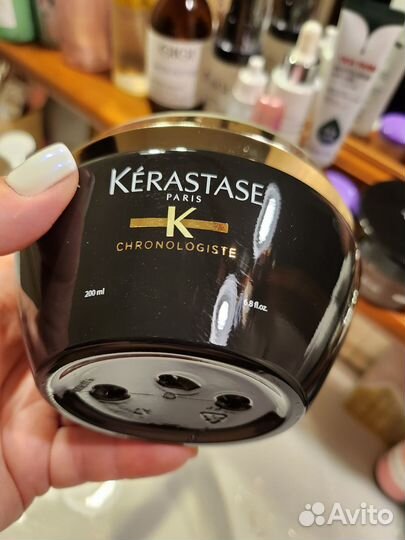 KÉRASTASE
PARIS
K
CHRONOLOGISTE
200 ml
6.8 fl.oz.
Avito